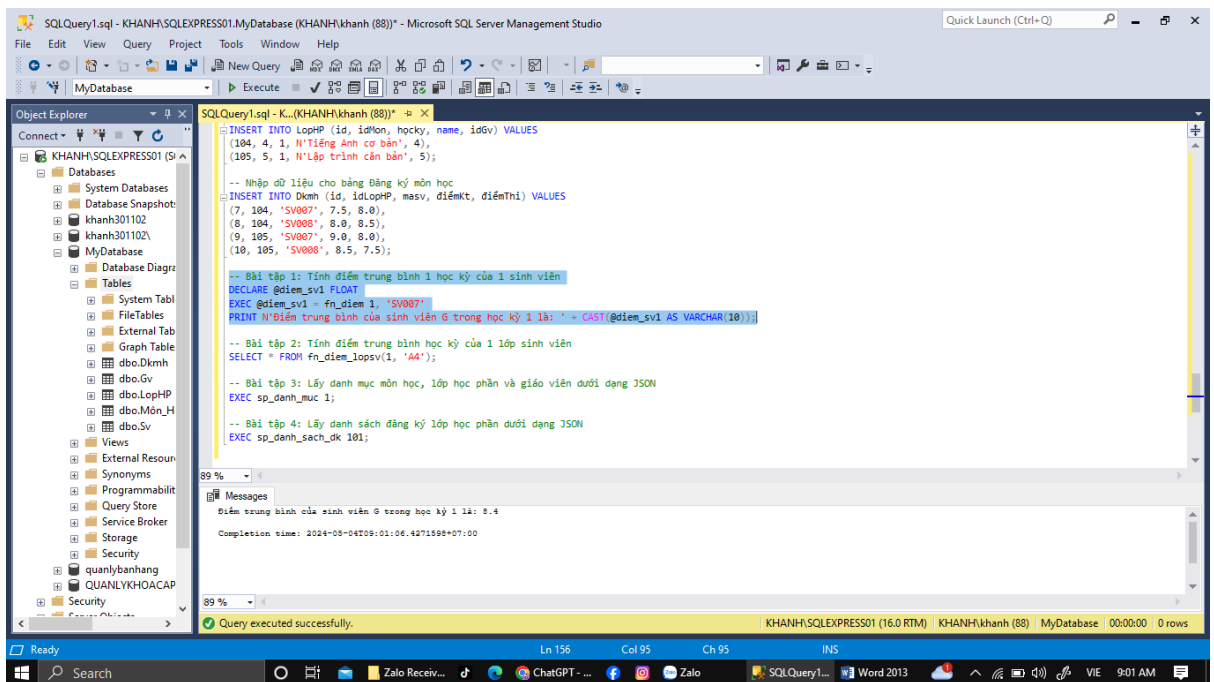 SQLQuery1.sql - KHANH\SQLEXPRESS01.MyDatabase (KHANH\khanh (88))* - Microsoft SQL Server Management Studio
Quick Launch (Ctrl+Q)
File Edit View Query Project Tools Window Help
New Query
MyDatabase
Execute
Object Explorer
Connect
KHANH\SQLEXPRESS01 (S
Databases
System Databases
Database Snapshot
khanh301102
khanh301102\
MyDatabase
Database Diagra
Tables
System Tabl
FileTables
External Tab
Graph Table
dbo.Dkmh
dbo.Gv
dbo.LopHP
dbo.Môn_H
dbo.Sv
Views
External Resour
Synonyms
Programmabilit
Query Store
Service Broker
Storage
Security
quanlybanhang
QUANLYKHOACAP
Security
SQLQuery1.sql - K...(KHANH\khanh (88))*
INSERT INTO LopHP (id, idMon, họcky, name, idGv) VALUES
(104, 4, 1, N'Tiếng Anh cơ bản', 4),
(105, 5, 1, N'Lập trình căn bản', 5);
-- Nhập dữ liệu cho bảng Đăng ký môn học
INSERT INTO Dkmh (id, idLopHP, masv, điểmKt, điểmThi) VALUES
(7, 104, 'SV007', 7.5, 8.0),
(8, 104, 'SV008', 8.0, 8.5),
(9, 105, 'SV007', 9.0, 8.0),
(10, 105, 'SV008', 8.5, 7.5);
-- Bài tập 1: Tính điểm trung bình 1 học kỳ của 1 sinh viên
DECLARE @diem_sv1 FLOAT
EXEC @diem_sv1 = fn_diem 1, 'SV007'
PRINT N'Điểm trung bình của sinh viên G trong học kỳ 1 là: ' + CAST(@diem_sv1 AS VARCHAR(10));
-- Bài tập 2: Tính điểm trung bình học kỳ của 1 lớp sinh viên
SELECT * FROM fn_diem_lopsv(1, 'A4');
-- Bài tập 3: Lấy danh mục môn học, lớp học phần và giáo viên dưới dạng JSON
EXEC sp_danh_muc 1;
-- Bài tập 4: Lấy danh sách đăng ký lớp học phần dưới dạng JSON
EXEC sp_danh_sach_dk 101;
89 %
Messages
Điểm trung bình của sinh viên G trong học kỳ 1 là: 8.4
Completion time: 2024-05-04T09:01:06.4271598+07:00
89 %
Query executed successfully.
KHANH\SQLEXPRESS01 (16.0 RTM) KHANH\khanh (88) MyDatabase 00:00:00 0 rows
Ready Ln 156 Col 95 Ch 95 INS
Search Zalo Receiv... ChatGPT - ... Zalo SQLQuery1... Word 2013 VIE 9:01 AM